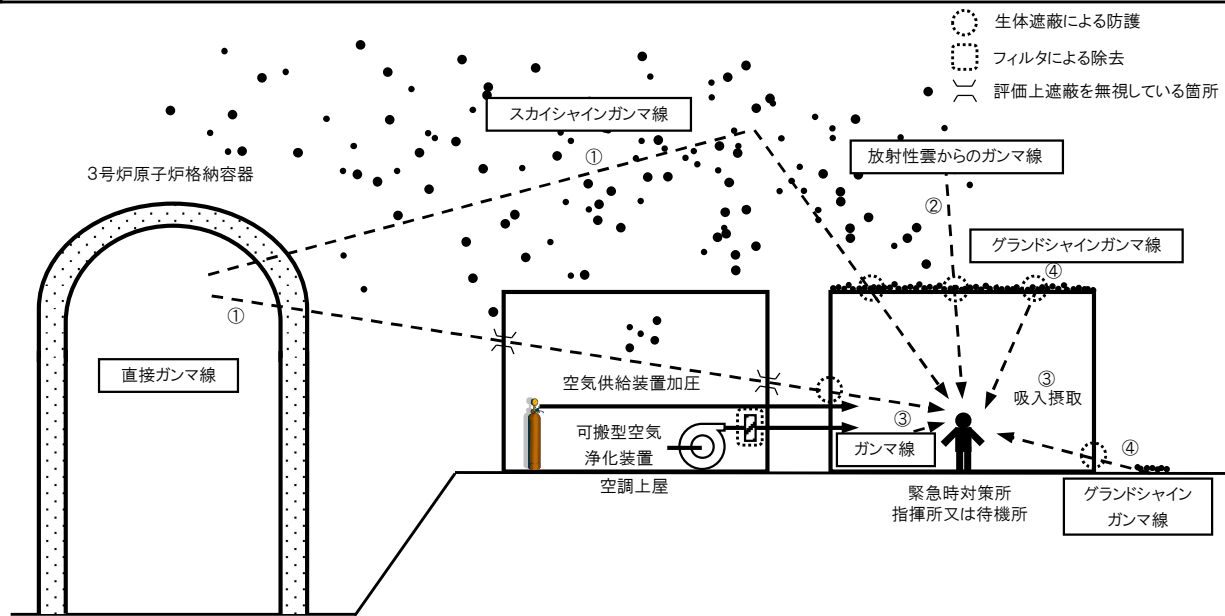 生体遮蔽による防護
フィルタによる除去
評価上遮蔽を無視している箇所
スカイシャインガンマ線
①
放射性雲からのガンマ線
3号炉原子炉格納容器
②
グランドシャインガンマ線
④
①
直接ガンマ線
空気供給装置加圧
③
吸入摂取
可搬型空気
浄化装置
③
ガンマ線
④
空調上屋
緊急時対策所
指揮所又は待機所
グランドシャイン
ガンマ線